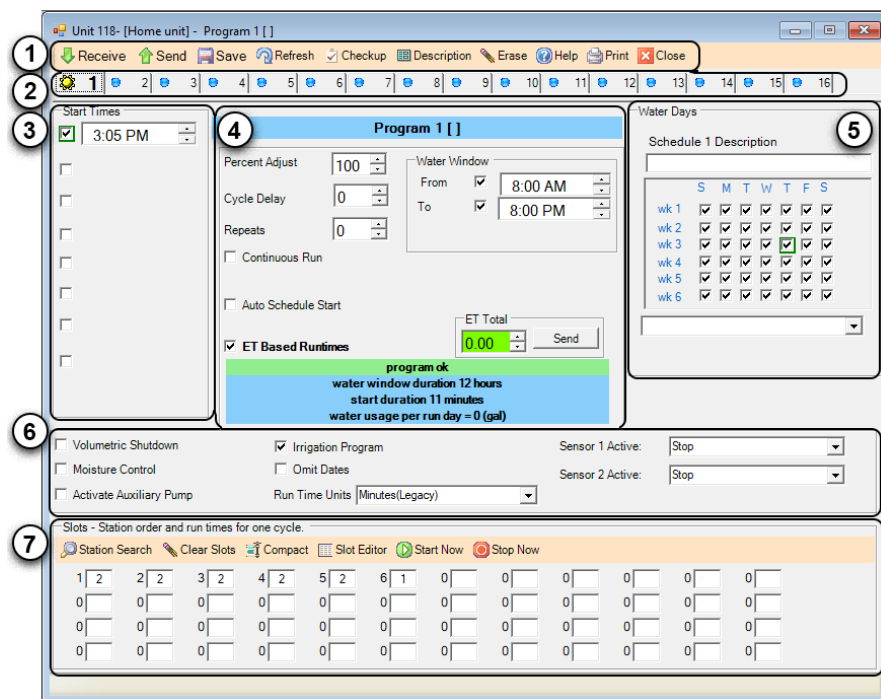 Unit 118- [Home unit] - Program 1 [ ]
1 Receive Send Save Refresh Checkup Description Erase Help Print Close
2 1 2 3 4 5 6 7 8 9 10 11 12 13 14 15 16
Start Times
3 3:05 PM
4 Program 1 [ ]
Percent Adjust 100
Cycle Delay 0
Repeats 0
Continuous Run
Auto Schedule Start
ET Based Runtimes
Water Window
From 8:00 AM
To 8:00 PM
ET Total
0.00 Send
program ok
water window duration 12 hours
start duration 11 minutes
water usage per run day = 0 (gal)
Water Days
5
Schedule 1 Description
S M T W T F S
wk 1
wk 2
wk 3
wk 4
wk 5
wk 6
6
Volumetric Shutdown Irrigation Program Sensor 1 Active: Stop
Moisture Control Omit Dates Sensor 2 Active: Stop
Activate Auxiliary Pump Run Time Units Minutes(Legacy)
Slots - Station order and run times for one cycle.
7 Station Search Clear Slots Compact Slot Editor Start Now Stop Now
1 2 2 2 3 2 4 2 5 2 6 1 0 0 0 0 0 0
0 0 0 0 0 0 0 0 0 0 0 0
0 0 0 0 0 0 0 0 0 0 0 0
0 0 0 0 0 0 0 0 0 0 0 0